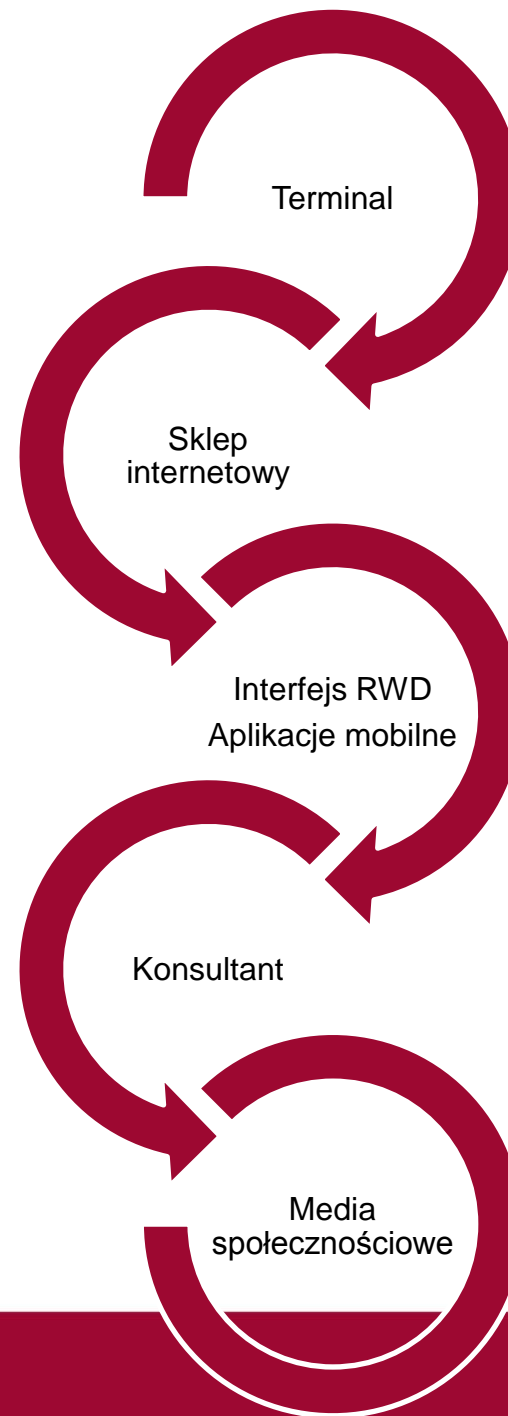 Terminal
Sklep
internetowy
Interfejs RWD
Aplikacje mobilne
Konsultant
Media
społecznościowe